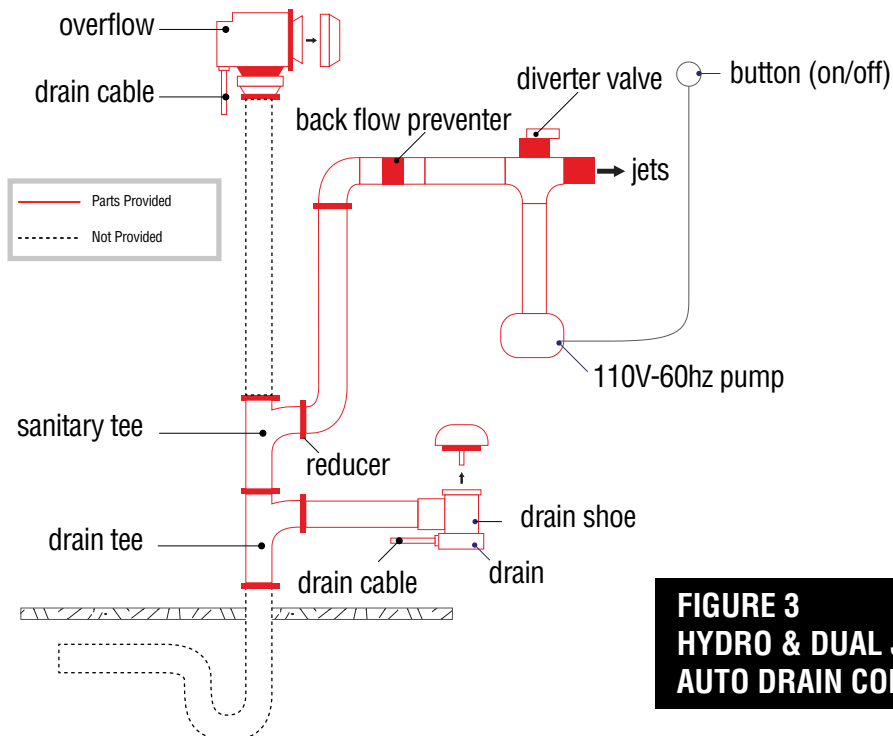 overflow
drain cable
diverter valve
button (on/off)
back flow preventer
jets
Parts Provided
Not Provided
110V-60hz pump
sanitary tee
reducer
drain shoe
drain tee
drain cable
drain
FIGURE 3
HYDRO & DUAL
AUTO DRAIN